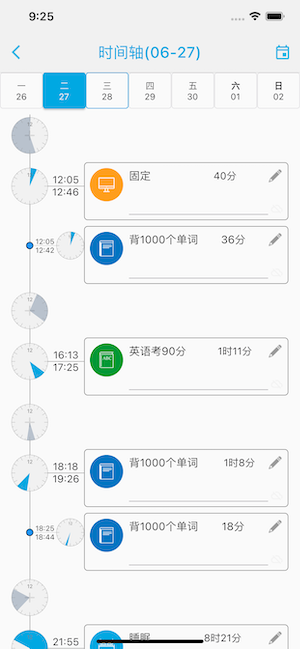 9:25
时间轴(06-27)
一 二 三 四 五 六 日
26 27 28 29 30 01 02
12:05
12:46
固定 40分
12:05
12:42
背1000个单词 36分
16:13
17:25
英语考90分 1时11分
18:18
19:26
背1000个单词 1时8分
18:25
18:44
背1000个单词 18分
21:55
睡眠 8时21分